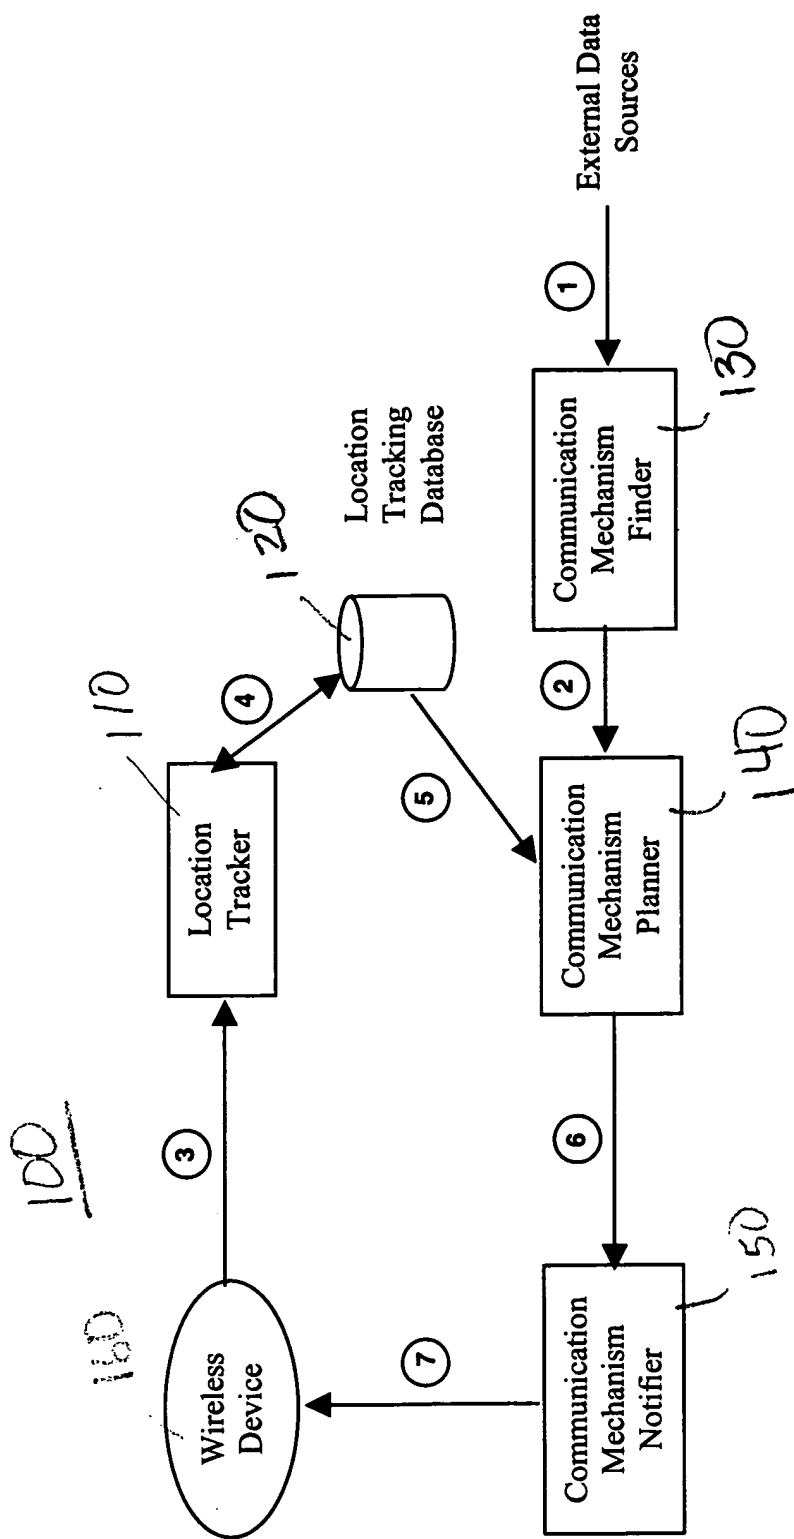 100
160
110
Wireless
Device
3
Location
Tracker
4
120
Location
Tracking
Database
7
5
Communication
Mechanism
Notifier
6
Communication
Mechanism
Planner
2
Communication
Mechanism
Finder
1
External Data
Sources
150
140
130